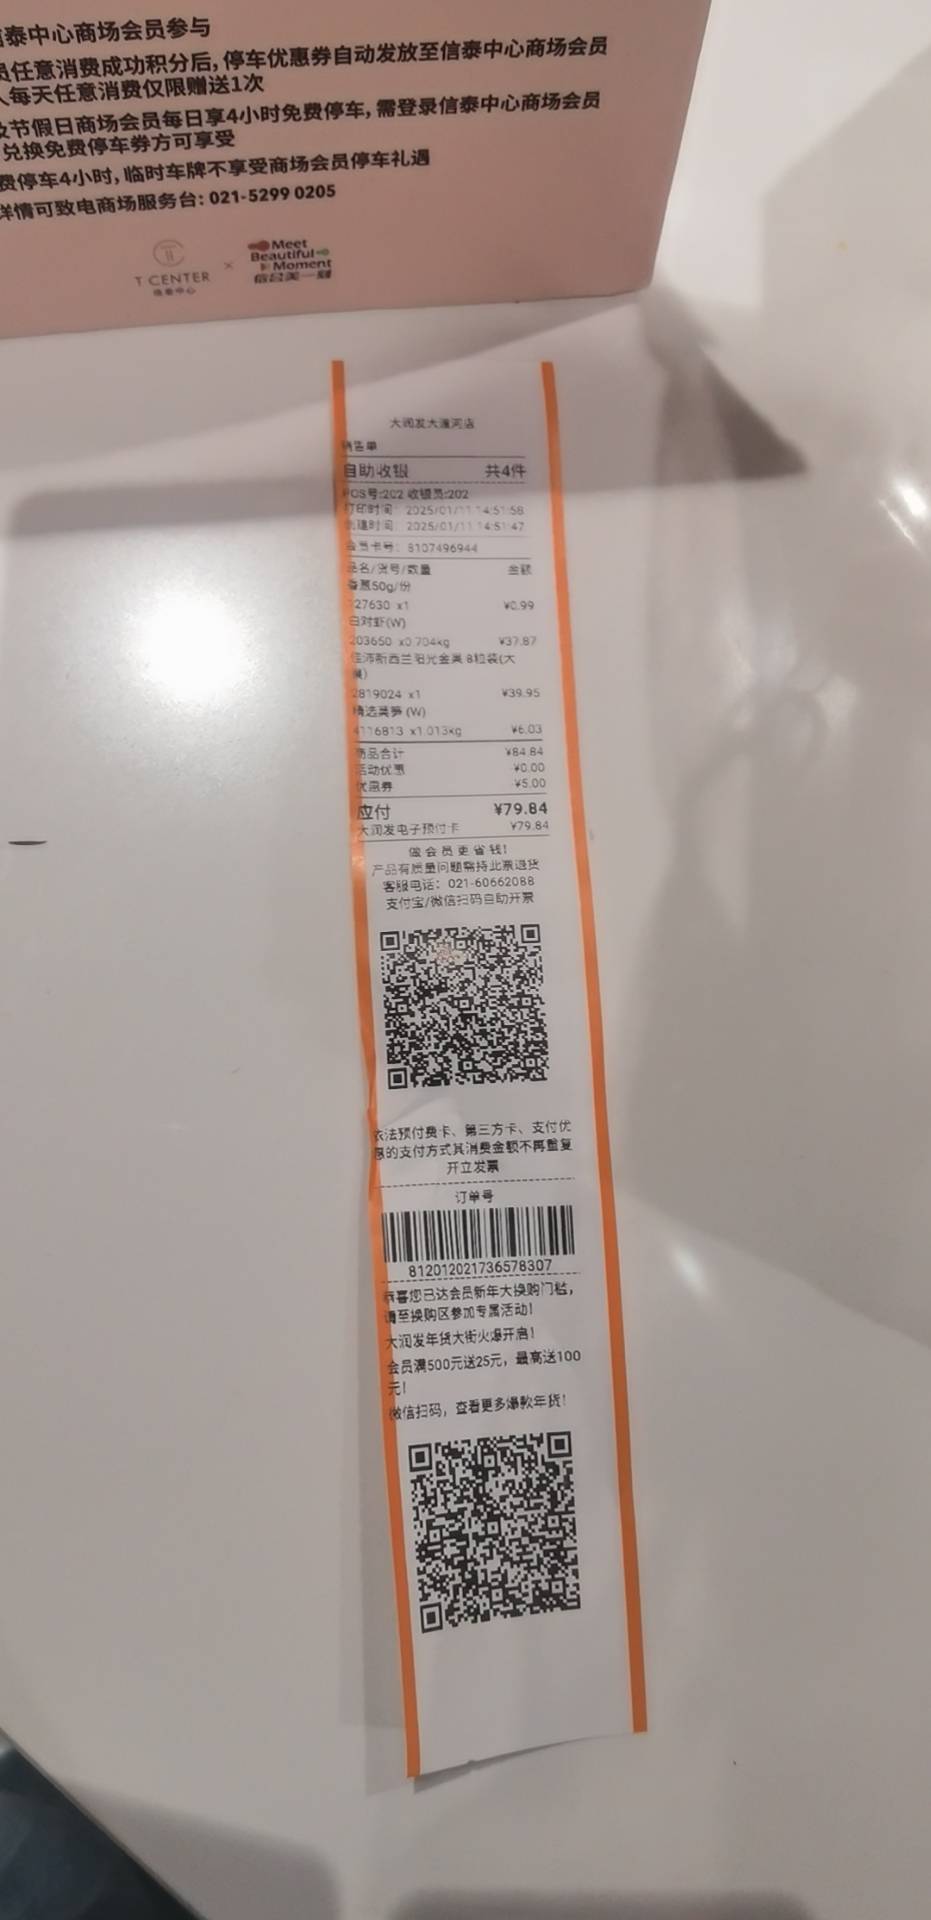 信泰中心商场会员参与
员任意消费成功积分后，停车优惠券自动发放至信泰中心商场会员
人每天任意消费仅限赠送1次
及节假日商场会员每日享4小时免费停车，需登录信泰中心商场会员
兑换免费停车券方可享受
费停车4小时，临时车牌不享受商场会员停车礼遇
详情可致电商场服务台：021-5299 0205
T CENTER
信泰中心
×
Meet
Beautiful
Moment
大润发大渡河店
销售单
自助收银 共4件
POS号:202 收银员:202
打印时间: 2025/01/11 14:51:58
创建时间: 2025/01/11 14:51:47
会员卡号: 8107496944
品名/货号/数量 金额
香葱50g/份
127630 x1 ¥0.99
白对虾(W)
203650 x0.704kg ¥37.87
佳沛新西兰阳光金果 8粒装(大
果)
2819024 x1 ¥39.95
精选莴笋 (W)
4116813 x1.013kg ¥6.03
商品合计 ¥84.84
活动优惠 -¥0.00
优惠券 -¥5.00
应付 ¥79.84
大润发电子预付卡 ¥79.84
做会员更省钱!
产品有质量问题需持此票退货
客服电话: 021-60662088
支付宝/微信扫码自助开票
依法预付费卡、第三方卡、支付优
惠的支付方式其消费金额不再重复
开立发票
订单号
812012021736578307
恭喜您已达会员新年大换购门槛,
请至换购区参加专属活动!
大润发年货大街火爆开启!
会员满500元送25元, 最高送100
元!
微信扫码, 查看更多爆款年货!